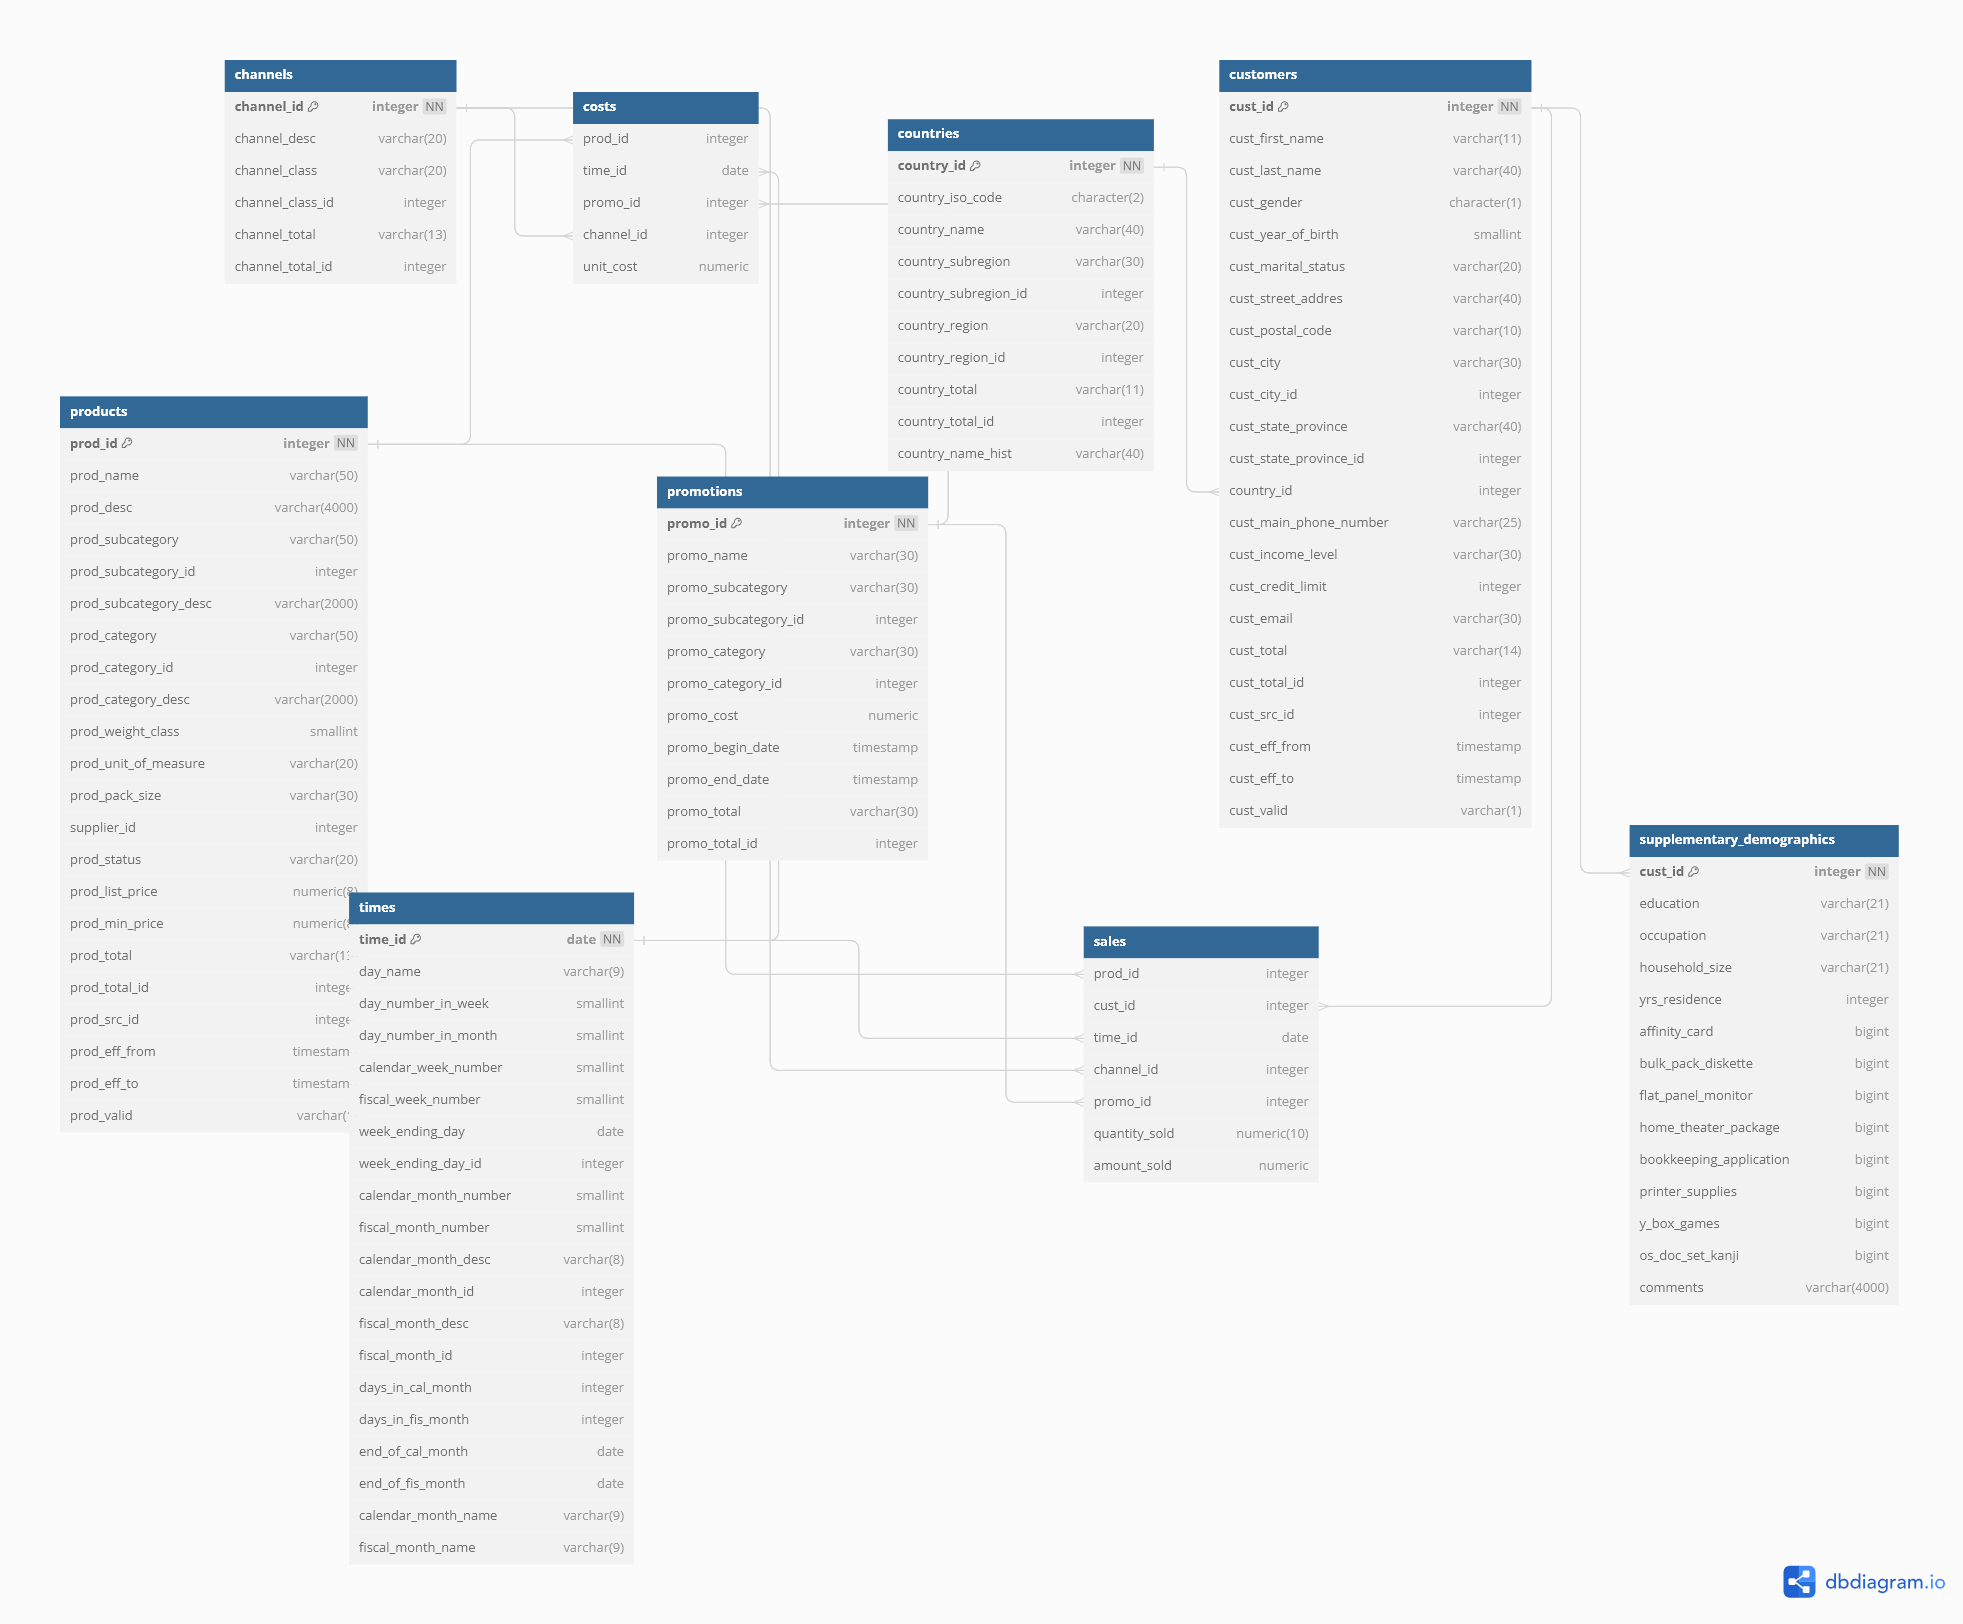 channels
channel_id integer NN
channel_desc varchar(20)
channel_class varchar(20)
channel_class_id integer
channel_total varchar(13)
channel_total_id integer
costs
prod_id integer
time_id date
promo_id integer
channel_id integer
unit_cost numeric
countries
country_id integer NN
country_iso_code character(2)
country_name varchar(40)
country_subregion varchar(30)
country_subregion_id integer
country_region varchar(20)
country_region_id integer
country_total varchar(11)
country_total_id integer
country_name_hist varchar(40)
customers
cust_id integer NN
cust_first_name varchar(11)
cust_last_name varchar(40)
cust_gender character(1)
cust_year_of_birth smallint
cust_marital_status varchar(20)
cust_street_addres varchar(40)
cust_postal_code varchar(10)
cust_city varchar(30)
cust_city_id integer
cust_state_province varchar(40)
cust_state_province_id integer
country_id integer
cust_main_phone_number varchar(25)
cust_income_level varchar(30)
cust_credit_limit integer
cust_email varchar(30)
cust_total varchar(14)
cust_total_id integer
cust_src_id integer
cust_eff_from timestamp
cust_eff_to timestamp
cust_valid varchar(1)
products
prod_id integer NN
prod_name varchar(50)
prod_desc varchar(4000)
prod_subcategory varchar(50)
prod_subcategory_id integer
prod_subcategory_desc varchar(2000)
prod_category varchar(50)
prod_category_id integer
prod_category_desc varchar(2000)
prod_weight_class smallint
prod_unit_of_measure varchar(20)
prod_pack_size varchar(30)
supplier_id integer
prod_status varchar(20)
prod_list_price numeric(8)
prod_min_price numeric(
prod_total varchar(1
prod_total_id intege
prod_src_id intege
prod_eff_from timestam
prod_eff_to timestam
prod_valid varchar(
promotions
promo_id integer NN
promo_name varchar(30)
promo_subcategory varchar(30)
promo_subcategory_id integer
promo_category varchar(30)
promo_category_id integer
promo_cost numeric
promo_begin_date timestamp
promo_end_date timestamp
promo_total varchar(30)
promo_total_id integer
times
time_id date NN
day_name varchar(9)
day_number_in_week smallint
day_number_in_month smallint
calendar_week_number smallint
fiscal_week_number smallint
week_ending_day date
week_ending_day_id integer
calendar_month_number smallint
fiscal_month_number smallint
calendar_month_desc varchar(8)
calendar_month_id integer
fiscal_month_desc varchar(8)
fiscal_month_id integer
days_in_cal_month integer
days_in_fis_month integer
end_of_cal_month date
end_of_fis_month date
calendar_month_name varchar(9)
fiscal_month_name varchar(9)
sales
prod_id integer
cust_id integer
time_id date
channel_id integer
promo_id integer
quantity_sold numeric(10)
amount_sold numeric
supplementary_demographics
cust_id integer NN
education varchar(21)
occupation varchar(21)
household_size varchar(21)
yrs_residence integer
affinity_card bigint
bulk_pack_diskette bigint
flat_panel_monitor bigint
home_theater_package bigint
bookkeeping_application bigint
printer_supplies bigint
y_box_games bigint
os_doc_set_kanji bigint
comments varchar(4000)
dbdiagram.io